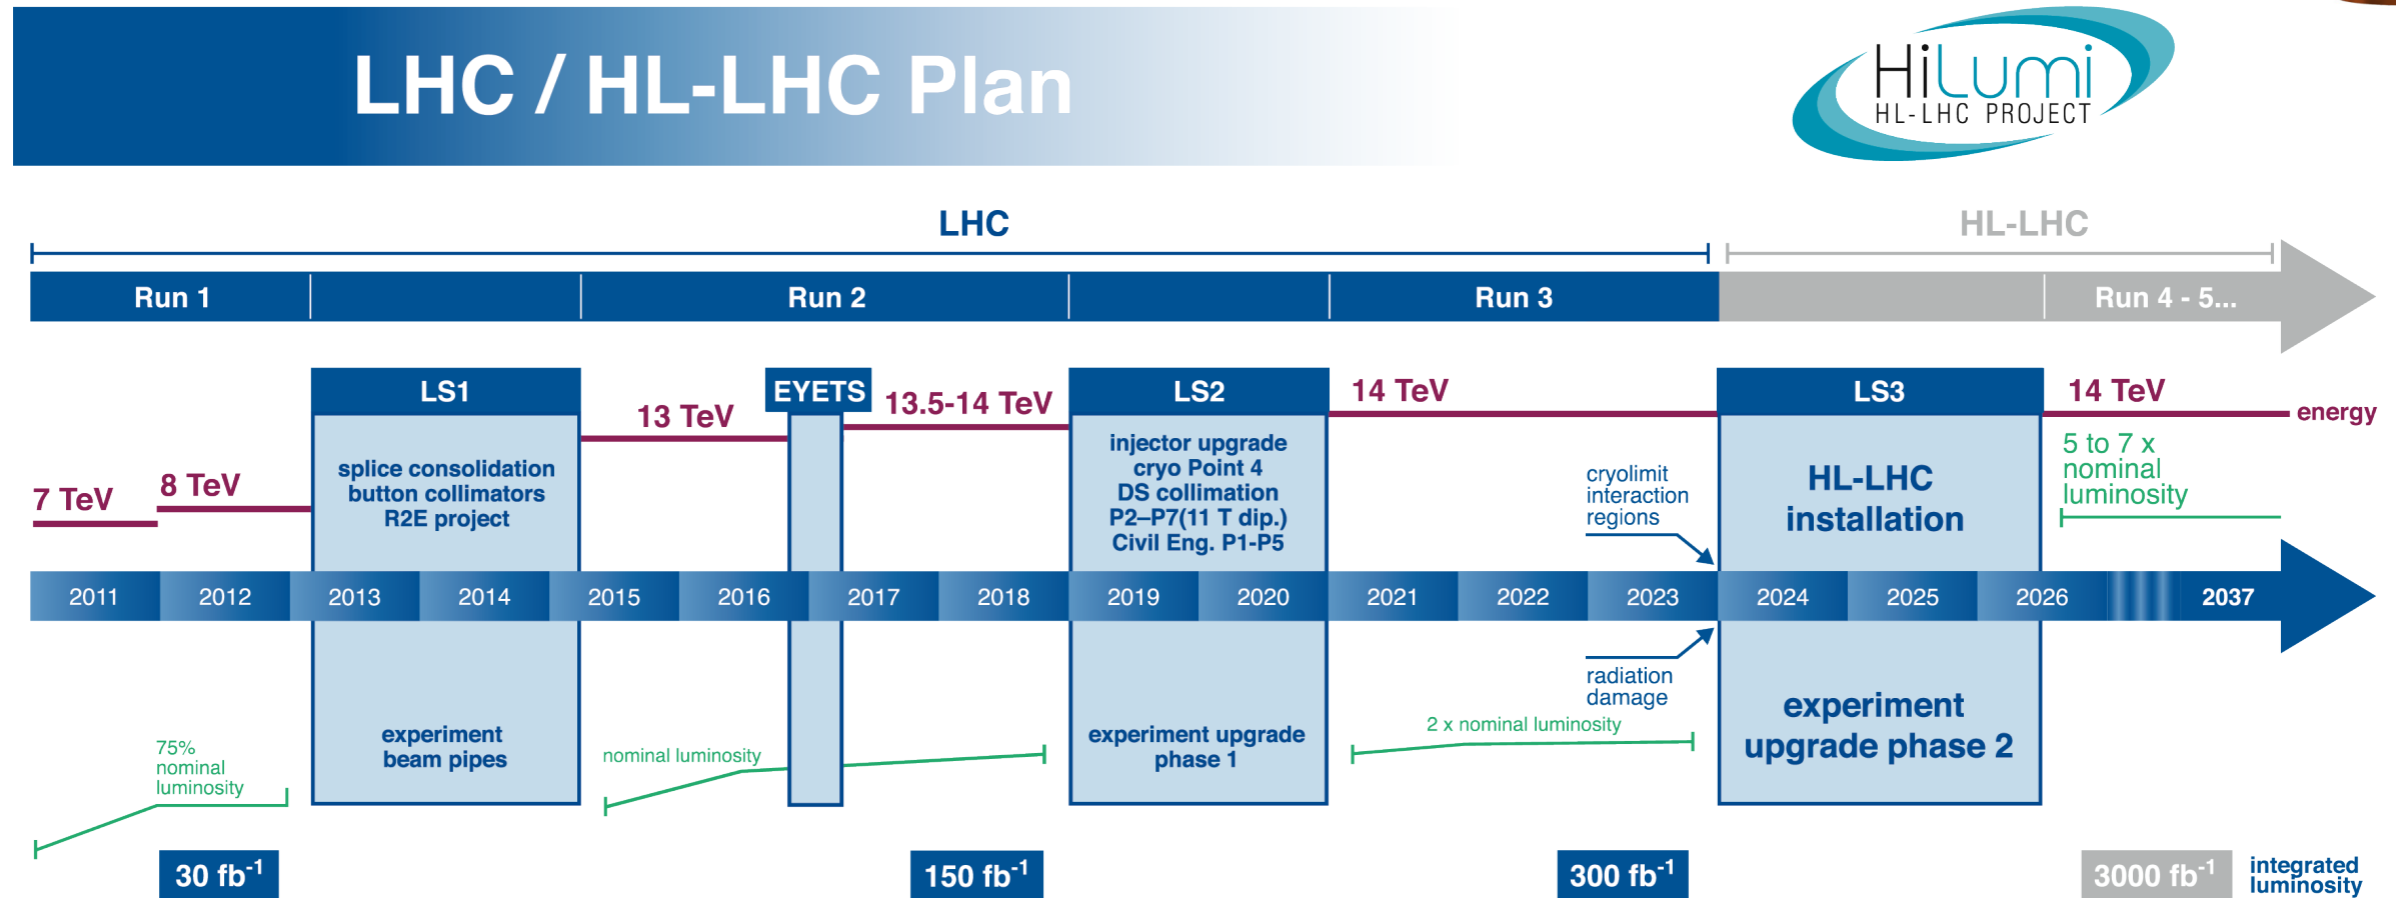 LHC / HL-LHC Plan
HiLumi
HL-LHC PROJECT
LHC
HL-LHC
Run 1
Run 2
Run 3
Run 4 - 5...
LS1
EYETS
LS2
LS3
7 TeV
8 TeV
13 TeV
13.5-14 TeV
14 TeV
14 TeV
energy
splice consolidation
button collimators
R2E project
injector upgrade
cryo Point 4
DS collimation
P2–P7(11 T dip.)
Civil Eng. P1-P5
cryolimit
interaction
regions
HL-LHC
installation
5 to 7 x
nominal
luminosity
2011
2012
2013
2014
2015
2016
2017
2018
2019
2020
2021
2022
2023
2024
2025
2026
2037
radiation
damage
75%
nominal
luminosity
experiment
beam pipes
nominal luminosity
experiment upgrade
phase 1
2 x nominal luminosity
experiment
upgrade phase 2
30 fb⁻¹
150 fb⁻¹
300 fb⁻¹
3000 fb⁻¹
integrated
luminosity